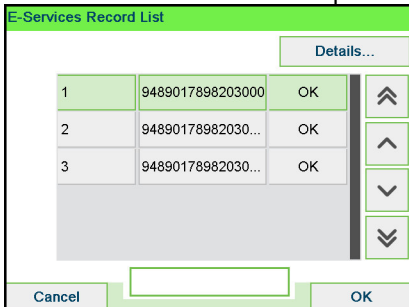 E-Services Record List
Details...
1 9489017898203000 OK
2 94890178982030... OK
3 94890178982030... OK
Cancel OK